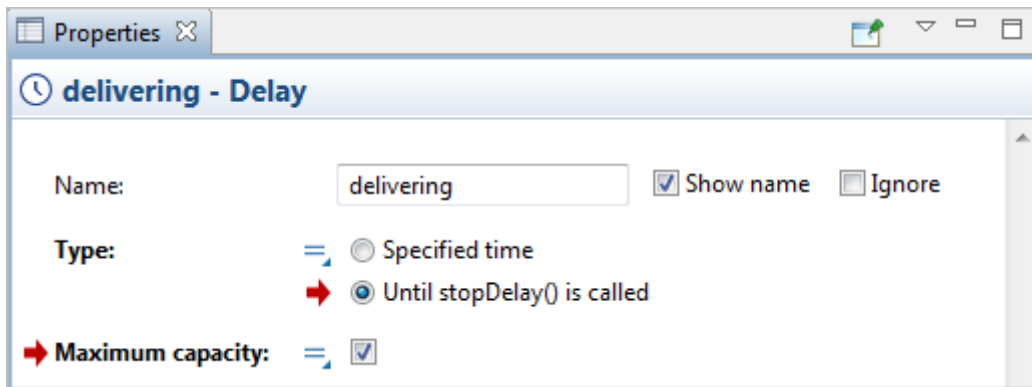 Properties
delivering - Delay
Name: delivering Show name Ignore
Type: Specified time
Until stopDelay() is called
Maximum capacity: